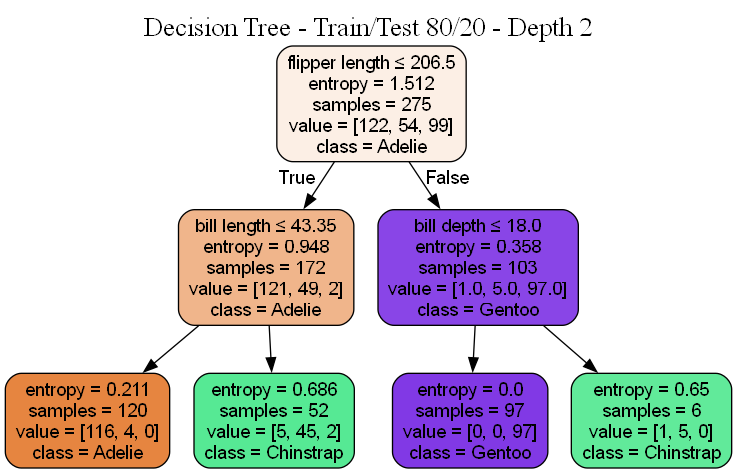 Decision Tree - Train/Test 80/20 - Depth 2
flipper length ≤ 206.5
entropy = 1.512
samples = 275
value = [122, 54, 99]
class = Adelie
True
False
bill length ≤ 43.35
entropy = 0.948
samples = 172
value = [121, 49, 2]
class = Adelie
bill depth ≤ 18.0
entropy = 0.358
samples = 103
value = [1.0, 5.0, 97.0]
class = Gentoo
entropy = 0.211
samples = 120
value = [116, 4, 0]
class = Adelie
entropy = 0.686
samples = 52
value = [5, 45, 2]
class = Chinstrap
entropy = 0.0
samples = 97
value = [0, 0, 97]
class = Gentoo
entropy = 0.65
samples = 6
value = [1, 5, 0]
class = Chinstrap